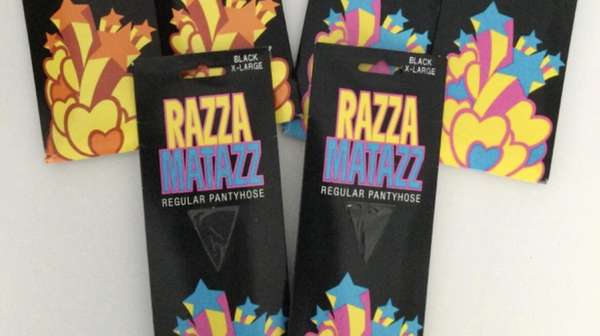 BLACK
X-LARGE
RAZZA
MATAZZ
REGULAR PANTYHOSE
BLACK
X-LARGE
RAZZA
MATAZZ
REGULAR PANTYHOSE